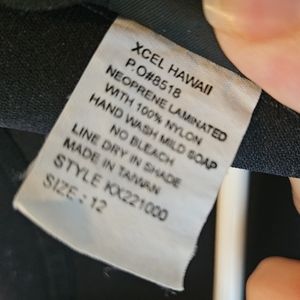 XCEL HAWAII
P.O#8518
NEOPRENE LAMINATED
WITH 100% NYLON
HAND WASH MILD SOAP
NO BLEACH
LINE DRY IN SHADE
MADE IN TAIWAN
STYLE KX221000
SIZE : 12